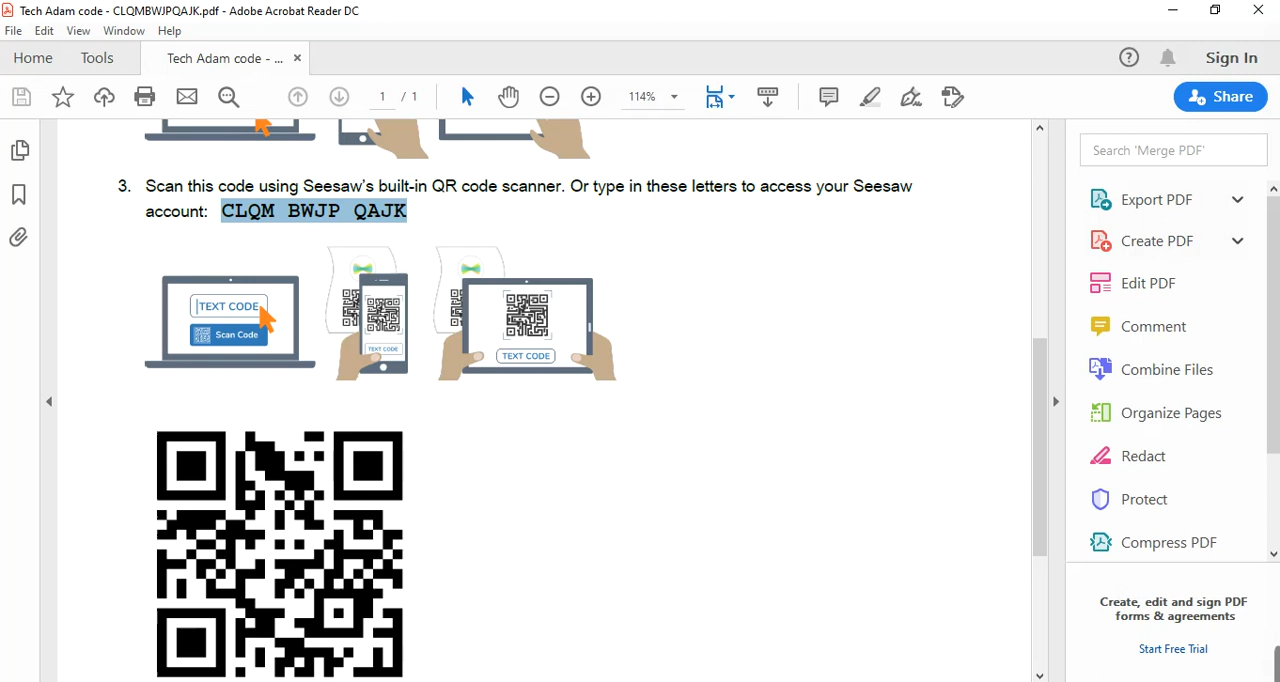 Tech Adam code - CLQMBWJPQAJK.pdf - Adobe Acrobat Reader DC
File Edit View Window Help
Home Tools Tech Adam code - ... × Sign In
1 / 1 114% Share
Search 'Merge PDF'
3. Scan this code using Seesaw's built-in QR code scanner. Or type in these letters to access your Seesaw
account: CLQM BWJP QAJK
TEXT CODE
Scan Code
TEXT CODE
TEXT CODE
Export PDF
Create PDF
Edit PDF
Comment
Combine Files
Organize Pages
Redact
Protect
Compress PDF
Create, edit and sign PDF
forms & agreements
Start Free Trial